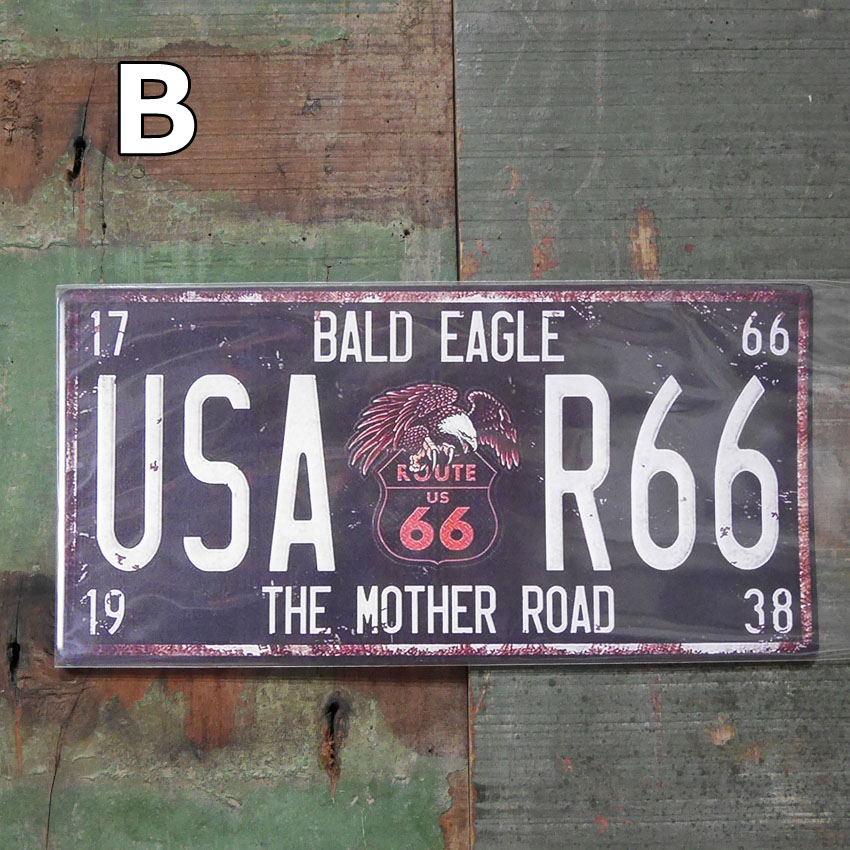 B
17 BALD EAGLE 66
USA R66
ROUTE
US
66
19 THE MOTHER ROAD 38